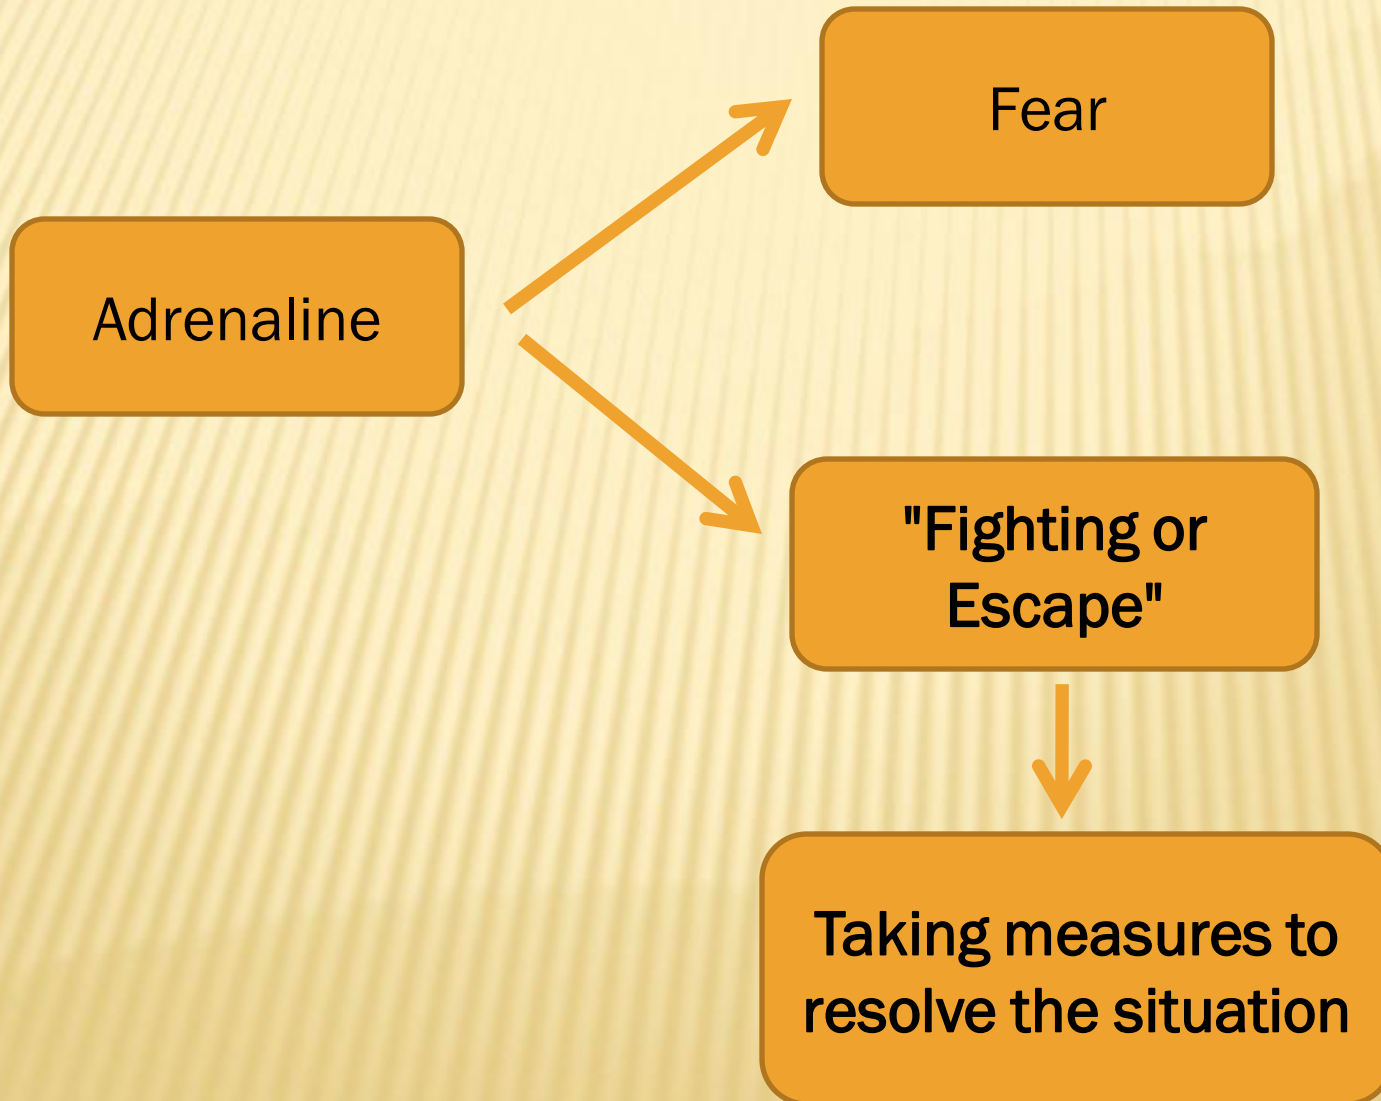 Fear
Adrenaline
"Fighting or
Escape"
Taking measures to
resolve the situation